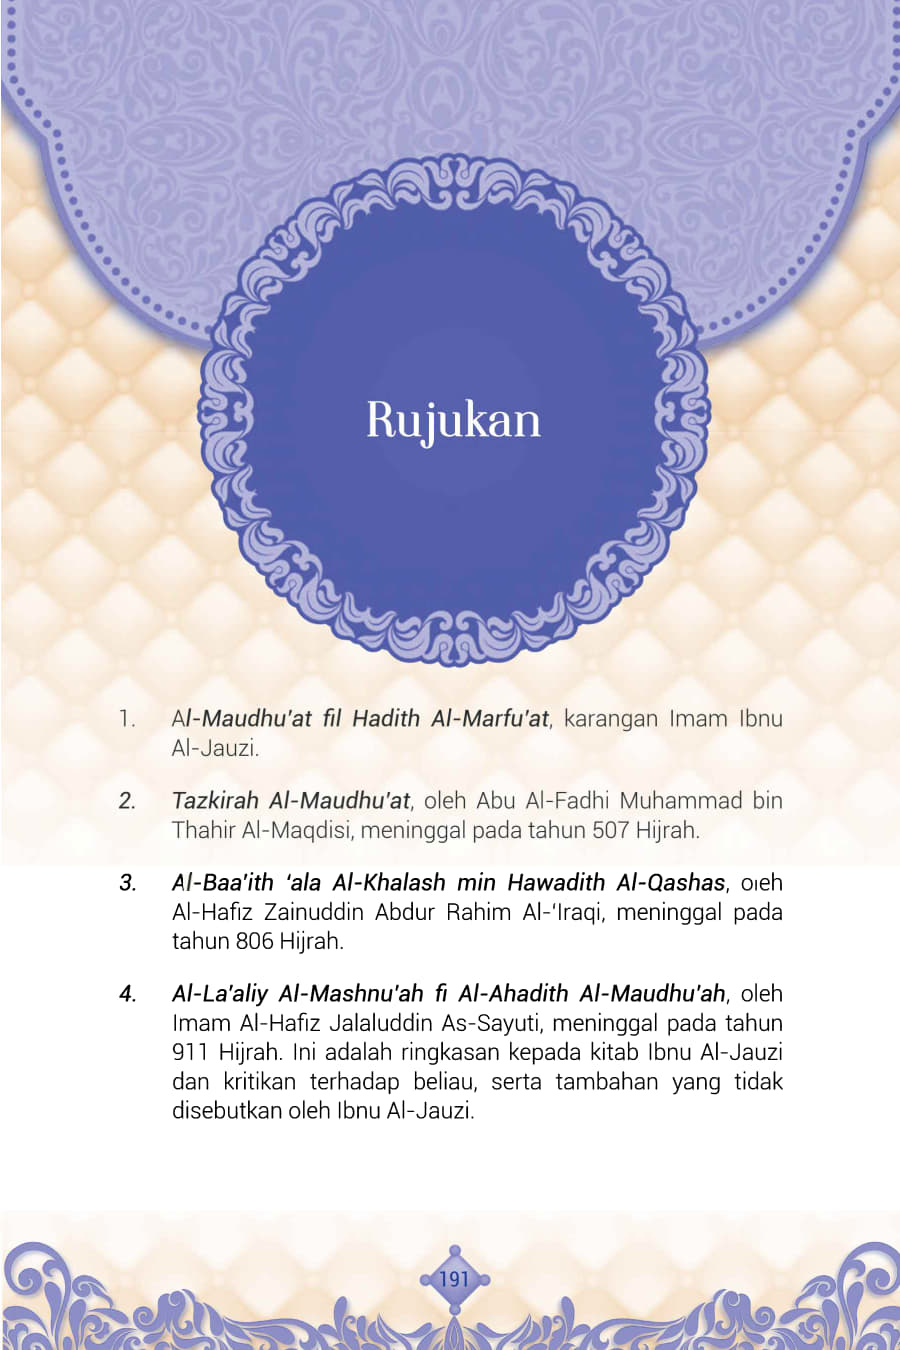 Rujukan
1. Al-Maudhu’at fil Hadith Al-Marfu’at, karangan Imam Ibnu
Al-Jauzi.
2. Tazkirah Al-Maudhu’at, oleh Abu Al-Fadhi Muhammad bin
Thahir Al-Maqdisi, meninggal pada tahun 507 Hijrah.
3. Al-Baa’ith ‘ala Al-Khalash min Hawadith Al-Qashas, oleh
Al-Hafiz Zainuddin Abdur Rahim Al-‘Iraqi, meninggal pada
tahun 806 Hijrah.
4. Al-La’aliy Al-Mashnu’ah fi Al-Ahadith Al-Maudhu’ah, oleh
Imam Al-Hafiz Jalaluddin As-Sayuti, meninggal pada tahun
911 Hijrah. Ini adalah ringkasan kepada kitab Ibnu Al-Jauzi
dan kritikan terhadap beliau, serta tambahan yang tidak
disebutkan oleh Ibnu Al-Jauzi.
191